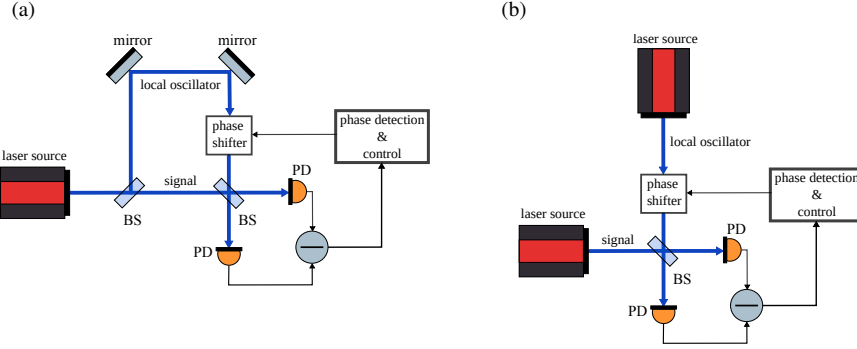 (a)
mirror
mirror
local oscillator
phase
shifter
phase detection
&
control
laser source
signal
PD
BS
BS
PD
(b)
laser source
local oscillator
phase
shifter
phase detection
&
control
laser source
signal
PD
BS
PD